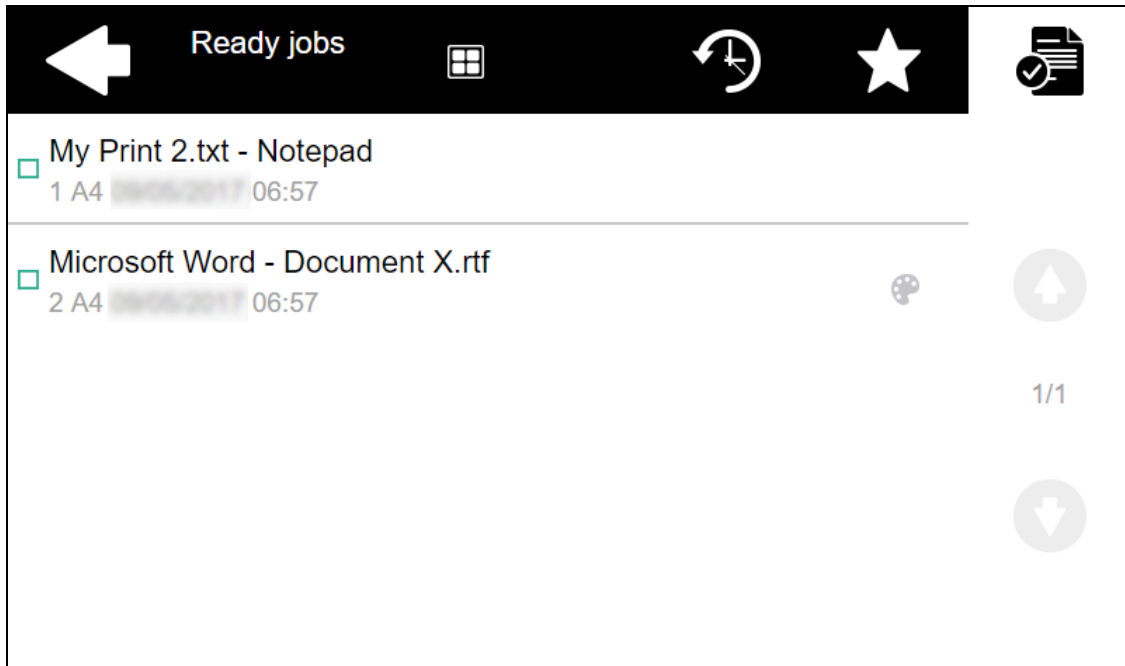 Ready jobs
My Print 2.txt - Notepad
1 A4 06:57
Microsoft Word - Document X.rtf
2 A4 06:57
1/1